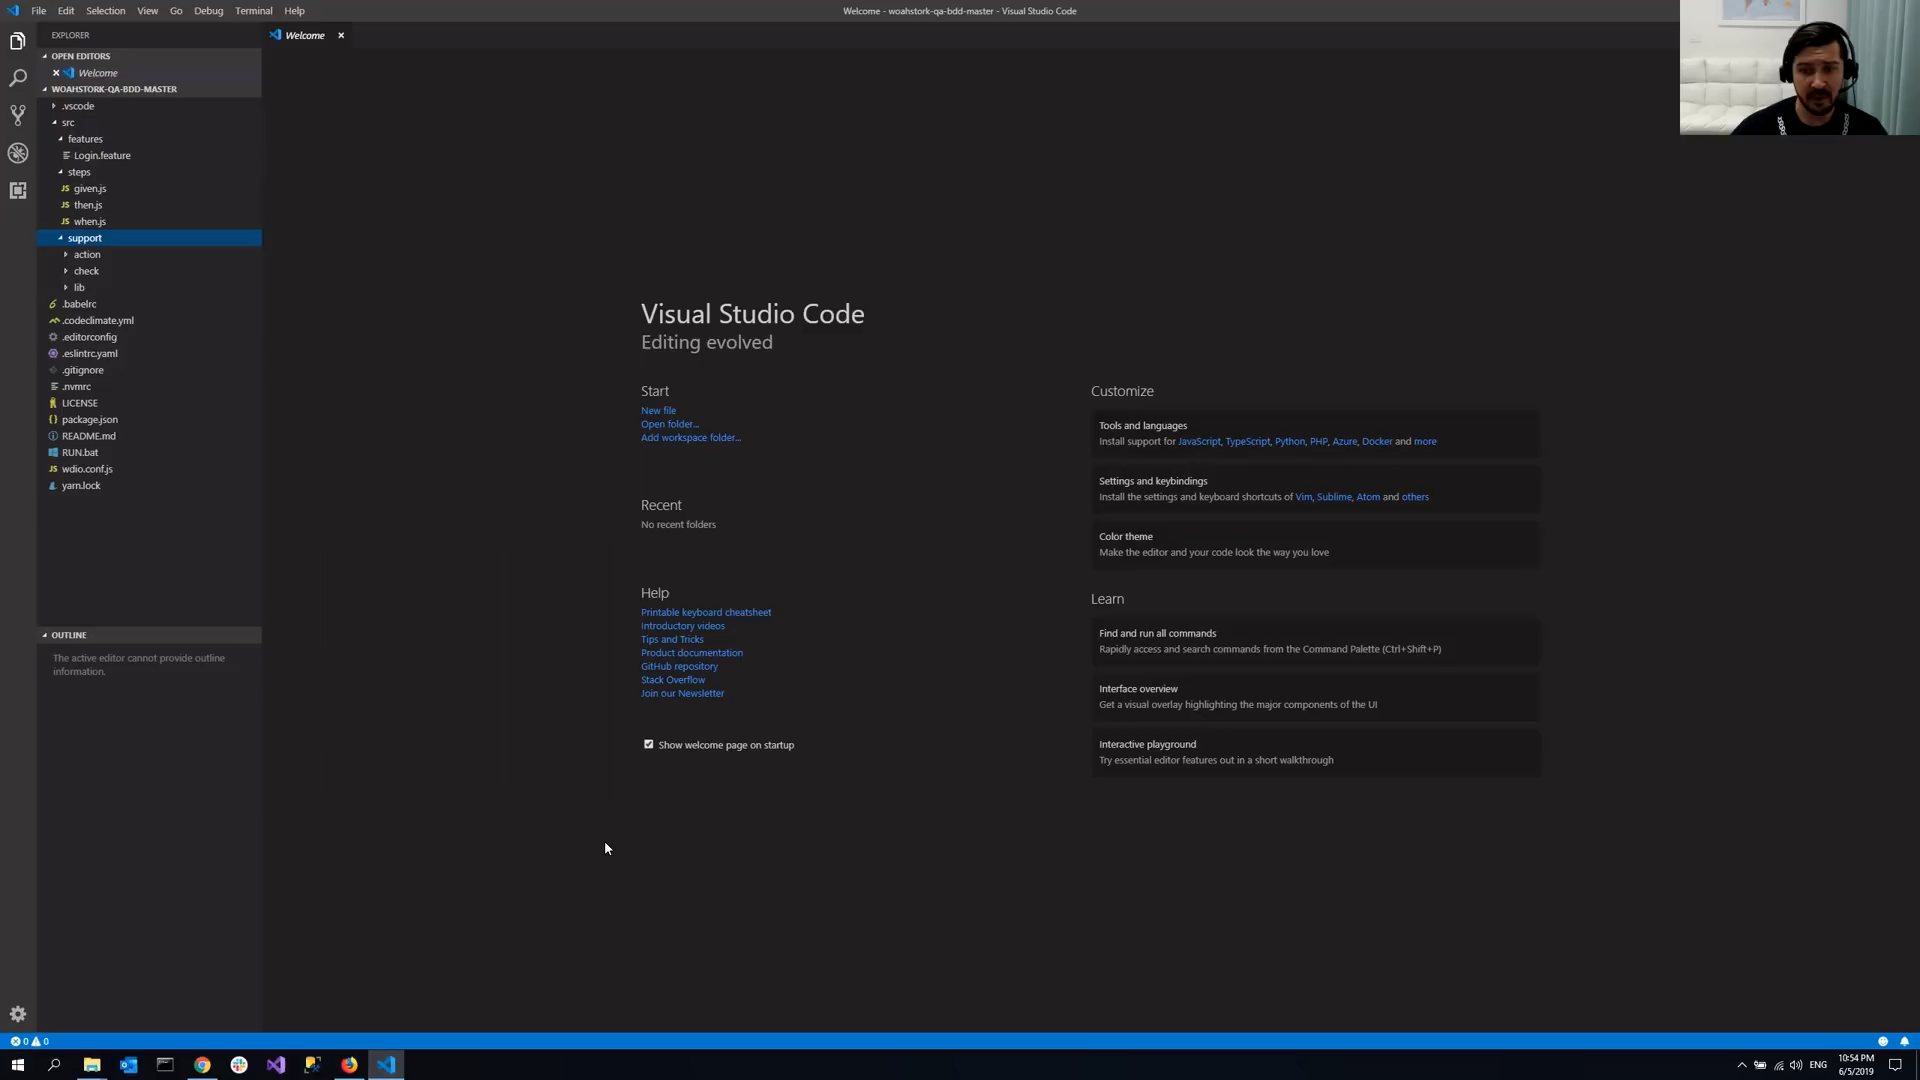 File Edit Selection View Go Debug Terminal Help
Welcome - woahstork-qa-bdd-master - Visual Studio Code
EXPLORER
Welcome
OPEN EDITORS
Welcome
WOAHSTORK-QA-BDD-MASTER
.vscode
src
features
Login.feature
steps
JS given.js
JS then.js
JS when.js
support
action
check
lib
.babelrc
.codeclimate.yml
.editorconfig
.eslintrc.yaml
.gitignore
.nvmrc
LICENSE
package.json
README.md
RUN.bat
JS wdio.conf.js
yarn.lock
OUTLINE
The active editor cannot provide outline
information.
Visual Studio Code
Editing evolved
Start
New file
Open folder...
Add workspace folder...
Recent
No recent folders
Help
Printable keyboard cheatsheet
Introductory videos
Tips and Tricks
Product documentation
GitHub repository
Stack Overflow
Join our Newsletter
Show welcome page on startup
Customize
Tools and languages
Install support for JavaScript, TypeScript, Python, PHP, Azure, Docker and more
Settings and keybindings
Install the settings and keyboard shortcuts of Vim, Sublime, Atom and others
Color theme
Make the editor and your code look the way you love
Learn
Find and run all commands
Rapidly access and search commands from the Command Palette (Ctrl+Shift+P)
Interface overview
Get a visual overlay highlighting the major components of the UI
Interactive playground
Try essential editor features out in a short walkthrough
0 0
ENG
10:54 PM
6/5/2019